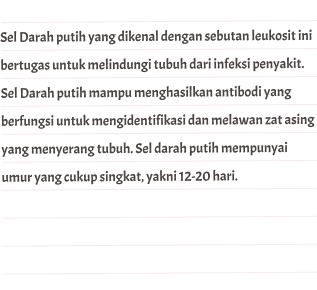 Sel Darah putih yang dikenal dengan sebutan leukosit ini
bertugas untuk melindungi tubuh dari infeksi penyakit.
Sel Darah putih mampu menghasilkan antibodi yang
berfungsi untuk mengidentifikasi dan melawan zat asing
yang menyerang tubuh. Sel darah putih mempunyai
umur yang cukup singkat, yakni 12-20 hari.